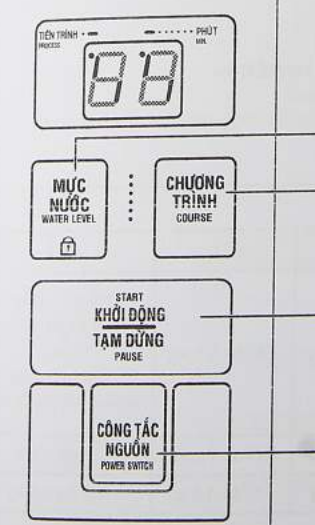 TIẾN TRÌNH PHÚT
PROCESS MIN.
88
MỰC
NƯỚC
WATER LEVEL
CHƯƠNG
TRÌNH
COURSE
START
KHỞI ĐỘNG
TẠM DỪNG
PAUSE
CÔNG TẮC
NGUỒN
POWER SWITCH